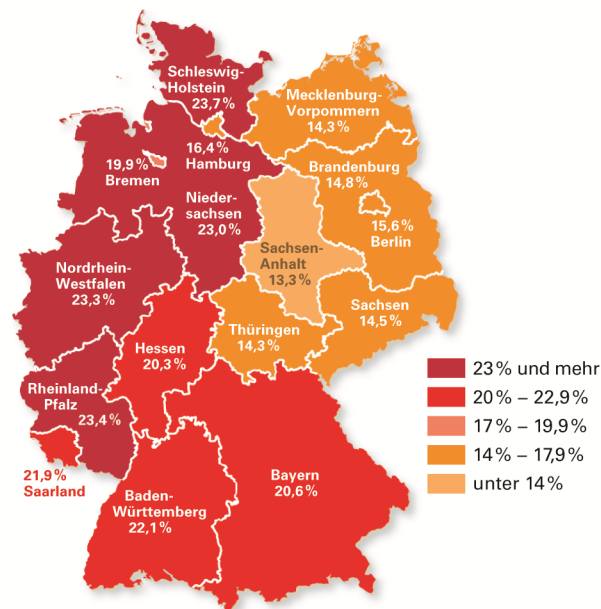 Schleswig-
Holstein
23,7 %
Mecklenburg-
Vorpommern
14,3 %
16,4 %
Hamburg
19,9 %
Bremen
Brandenburg
14,8 %
Nieder-
sachsen
23,0 %
15,6 %
Berlin
Sachsen-
Anhalt
13,3 %
Nordrhein-
Westfalen
23,3 %
Sachsen
14,5 %
Thüringen
14,3 %
Hessen
20,3 %
Rheinland-
Pfalz
23,4 %
21,9 %
Saarland
Bayern
20,6 %
Baden-
Württemberg
22,1 %
23 % und mehr
20 % – 22,9 %
17 % – 19,9 %
14 % – 17,9 %
unter 14 %